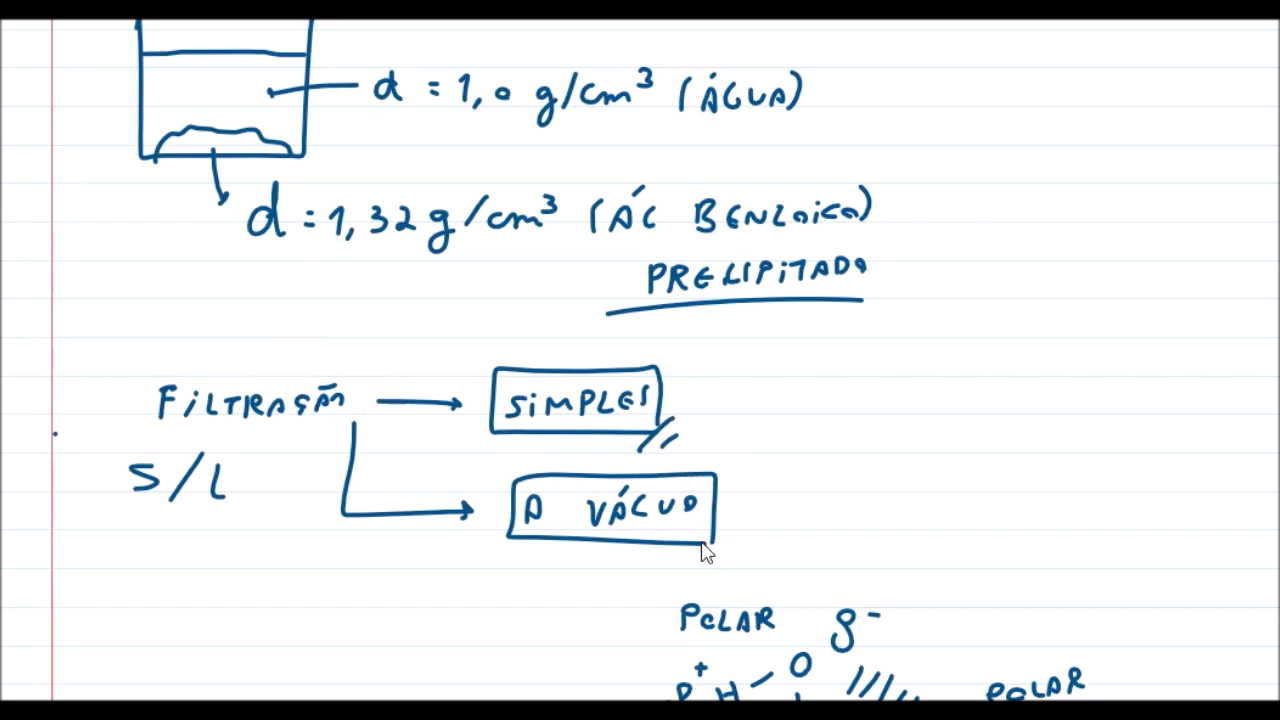 d = 1,0 g/cm³ (ÁGUA)
d = 1,32 g/cm³ (ÁC BENZOICO)
PRECIPITADO
FILTRAÇÃO → SIMPLES
S/L
A VÁCUO
POLAR δ-
δ+ H O
POLAR